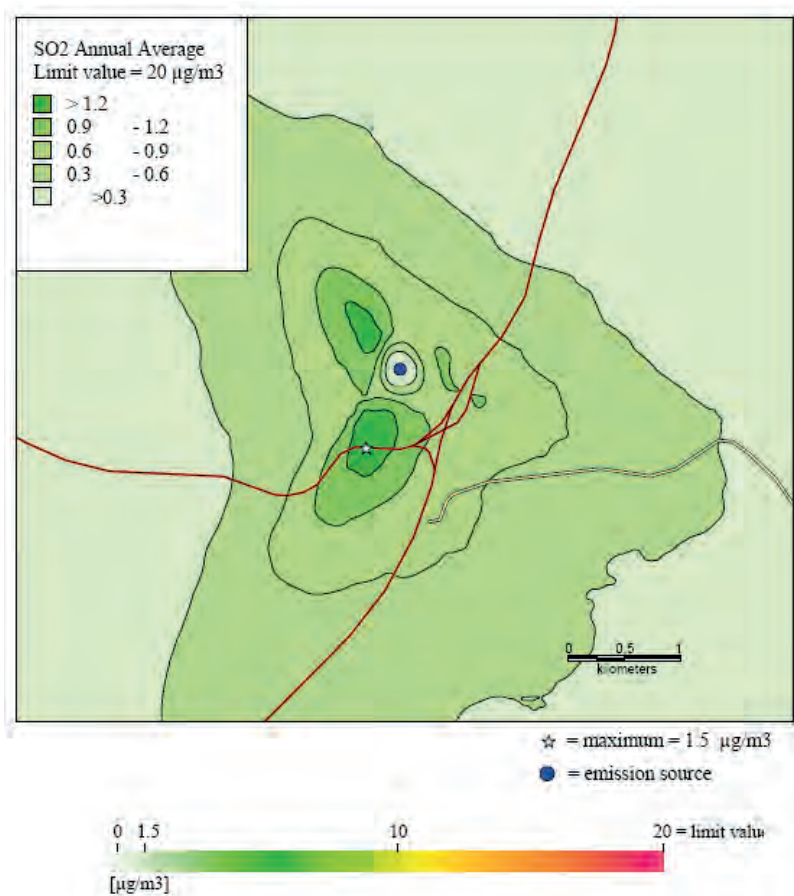 SO2 Annual Average
Limit value = 20 µg/m3
> 1.2
0.9 - 1.2
0.6 - 0.9
0.3 - 0.6
>0.3
0 0.5 1
kilometers
☆ = maximum = 1.5 µg/m3
● = emission source
0 1.5 10 20 = limit valu
[µg/m3]